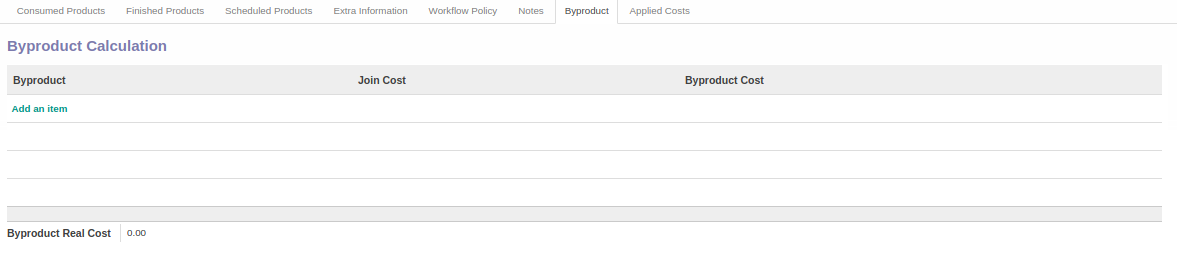 Consumed Products Finished Products Scheduled Products Extra Information Workflow Policy Notes Byproduct Applied Costs
Byproduct Calculation
Byproduct Join Cost Byproduct Cost
Add an item
Byproduct Real Cost 0.00